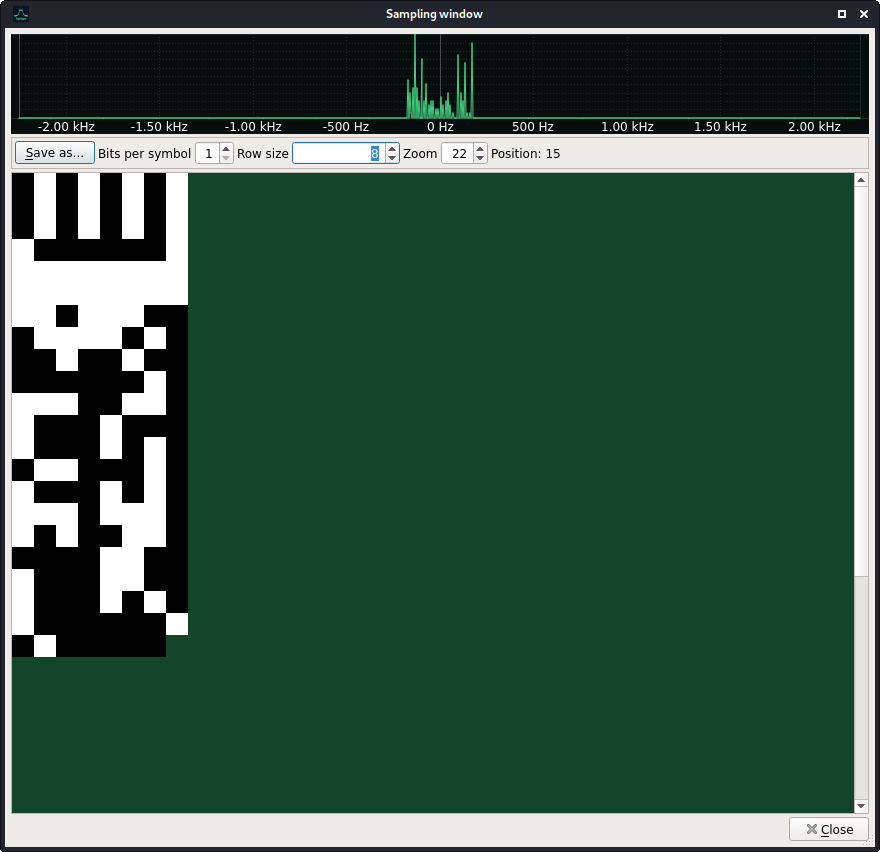 Sampling window
-2.00 kHz -1.50 kHz -1.00 kHz -500 Hz 0 Hz 500 Hz 1.00 kHz 1.50 kHz 2.00 kHz
Save as... Bits per symbol 1 Row size 8 Zoom 22 Position: 15
Close